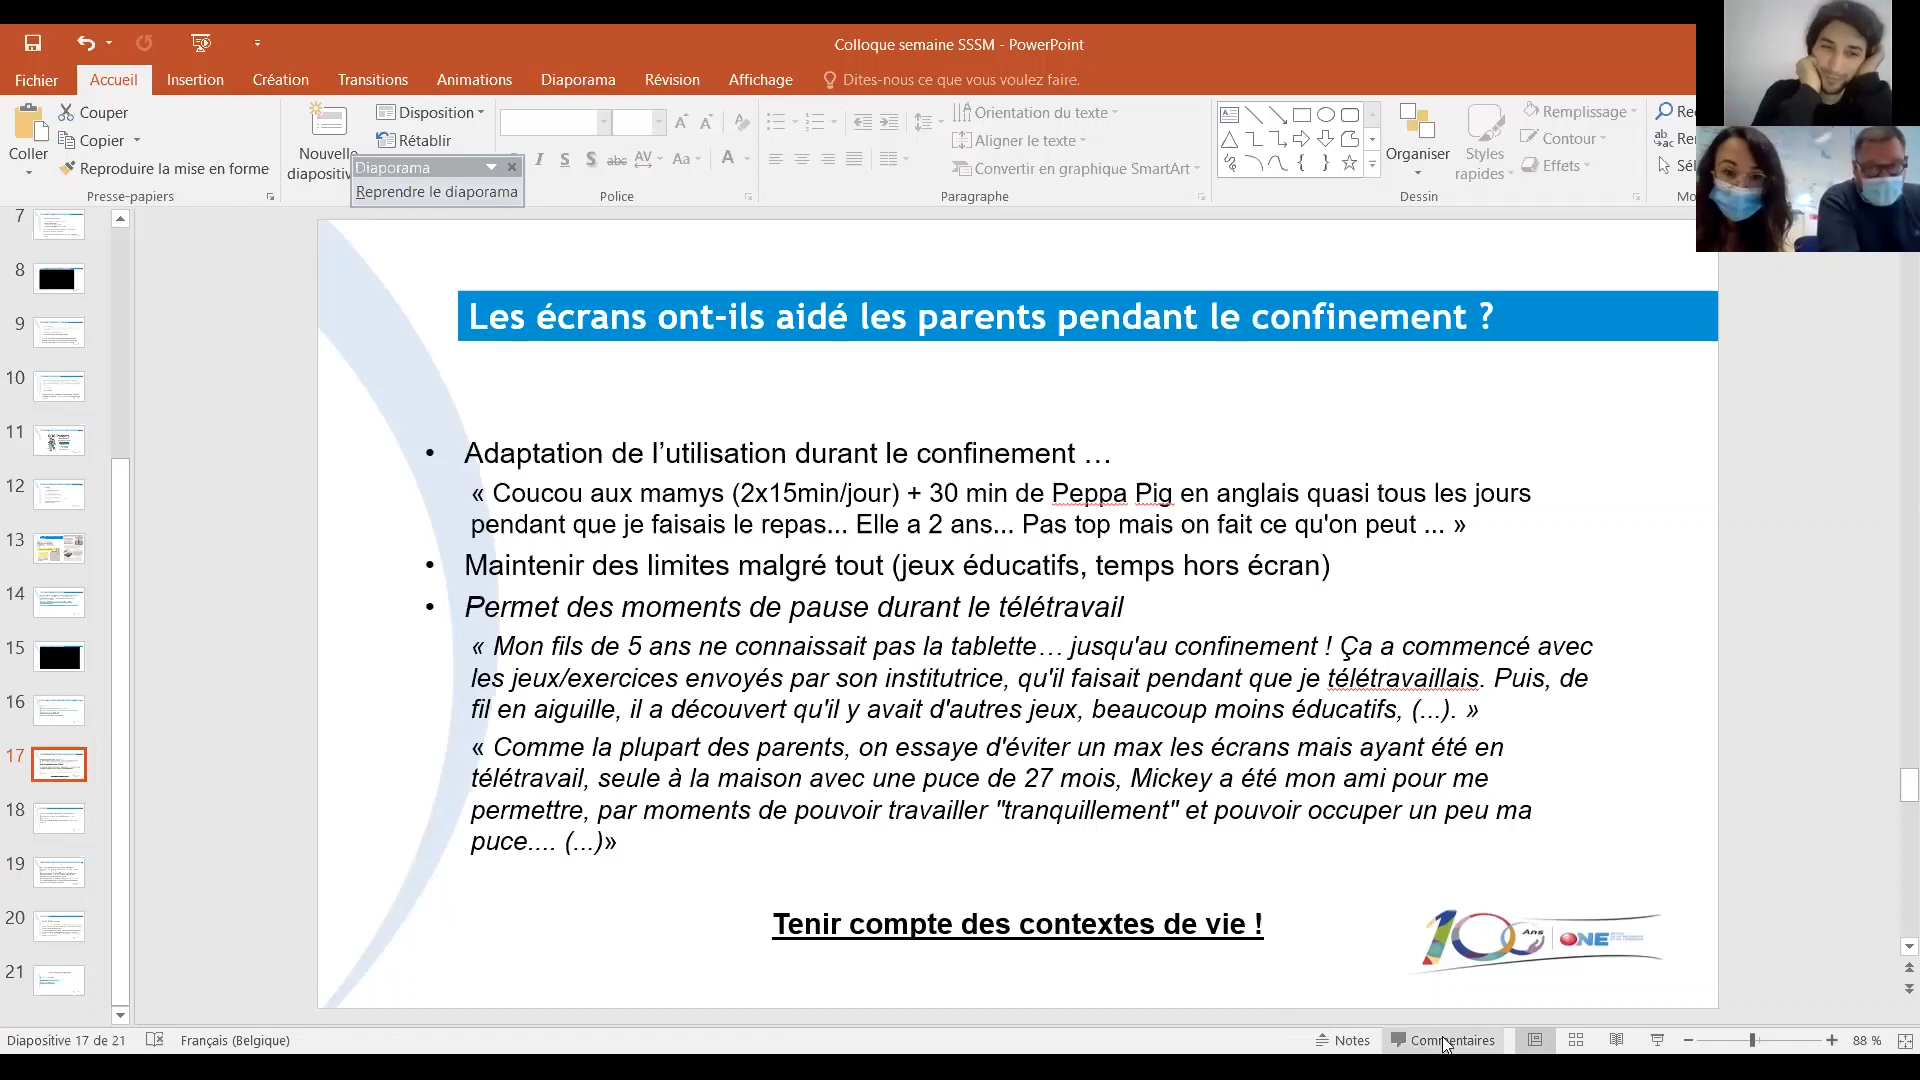 Colloque semaine SSSM - PowerPoint
Fichier Accueil Insertion Création Transitions Animations Diaporama Révision Affichage Dites-nous ce que vous voulez faire.
Coller
Couper
Copier
Reproduire la mise en forme
Presse-papiers
Nouvelle
diapositiv
Disposition
Rétablir
Diaporama
Reprendre le diaporama
Police
Orientation du texte
Aligner le texte
Convertir en graphique SmartArt
Paragraphe
Organiser
Styles
rapides
Remplissage
Contour
Effets
Dessin
7
8
9
10
11
12
13
14
15
16
17
18
19
20
21
Les écrans ont-ils aidé les parents pendant le confinement ?
• Adaptation de l’utilisation durant le confinement …
« Coucou aux mamys (2x15min/jour) + 30 min de Peppa Pig en anglais quasi tous les jours
pendant que je faisais le repas... Elle a 2 ans... Pas top mais on fait ce qu'on peut ... »
• Maintenir des limites malgré tout (jeux éducatifs, temps hors écran)
• Permet des moments de pause durant le télétravail
« Mon fils de 5 ans ne connaissait pas la tablette… jusqu'au confinement ! Ça a commencé avec
les jeux/exercices envoyés par son institutrice, qu'il faisait pendant que je télétravaillais. Puis, de
fil en aiguille, il a découvert qu'il y avait d'autres jeux, beaucoup moins éducatifs, (...). »
« Comme la plupart des parents, on essaye d'éviter un max les écrans mais ayant été en
télétravail, seule à la maison avec une puce de 27 mois, Mickey a été mon ami pour me
permettre, par moments de pouvoir travailler "tranquillement" et pouvoir occuper un peu ma
puce.... (...)»
Tenir compte des contextes de vie !
100 Ans ONE
Diapositive 17 de 21 Français (Belgique) Notes Commentaires 88 %